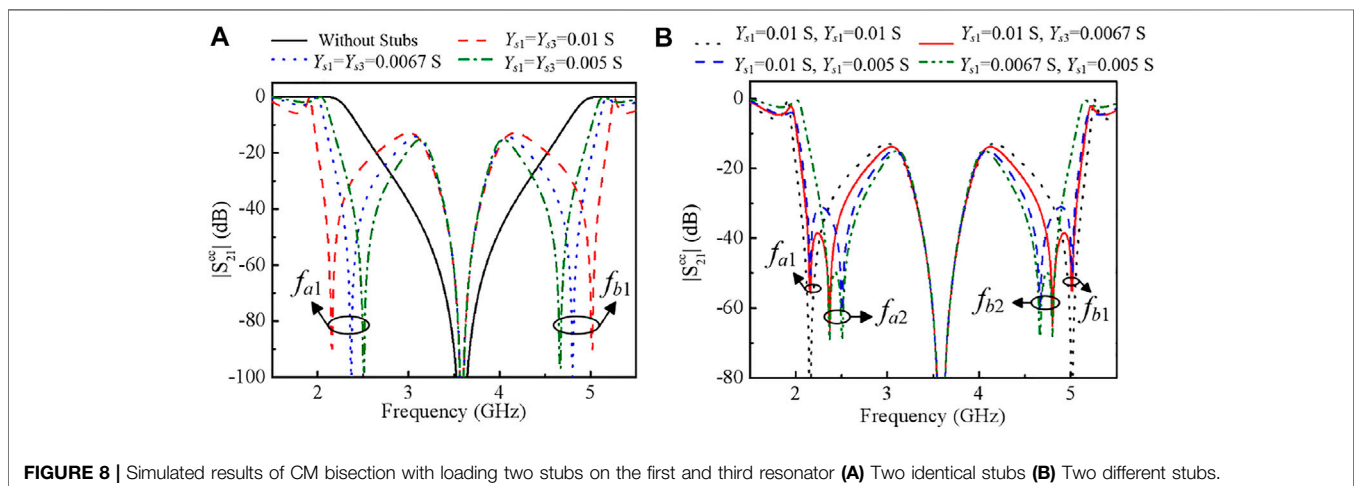 A
Without Stubs
Ys1=Ys3=0.01 S
Ys1=Ys3=0.0067 S
Ys1=Ys3=0.005 S
0
-20
-40
-60
-80
-100
|S21^cc| (dB)
fa1
fb1
2
3
4
5
Frequency (GHz)
B
Ys1=0.01 S, Ys1=0.01 S
Ys1=0.01 S, Ys3=0.0067 S
Ys1=0.01 S, Ys1=0.005 S
Ys1=0.0067 S, Ys1=0.005 S
0
-20
-40
-60
-80
|S21^cc| (dB)
fa1
fa2
fb2
fb1
2
3
4
5
Frequency (GHz)
FIGURE 8 | Simulated results of CM bisection with loading two stubs on the first and third resonator (A) Two identical stubs (B) Two different stubs.